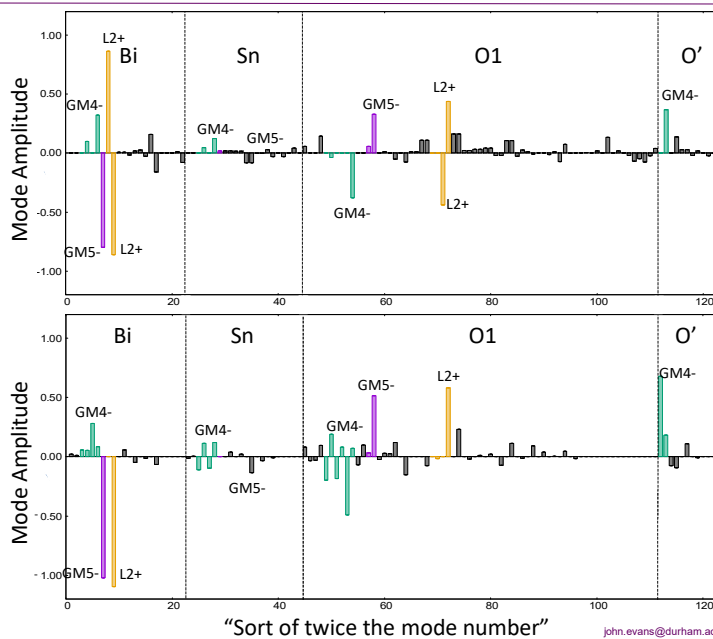 1.00
Bi
Sn
O1
O'
L2+
GM4-
GM4-
GM5-
GM5-
L2+
GM4-
0.50
0.00
Mode Amplitude
-0.50
GM4-
L2+
GM5-
L2+
-1.00
0 20 40 60 80 100 120
1.00
Bi
Sn
O1
O'
GM4-
GM5-
L2+
0.50
GM4-
GM4-
GM4-
0.00
Mode Amplitude
GM5-
0.50
- 1.00
GM5-
L2+
0 20 40 60 80 100 120
"Sort of twice the mode number"
john.evans@durham.ac